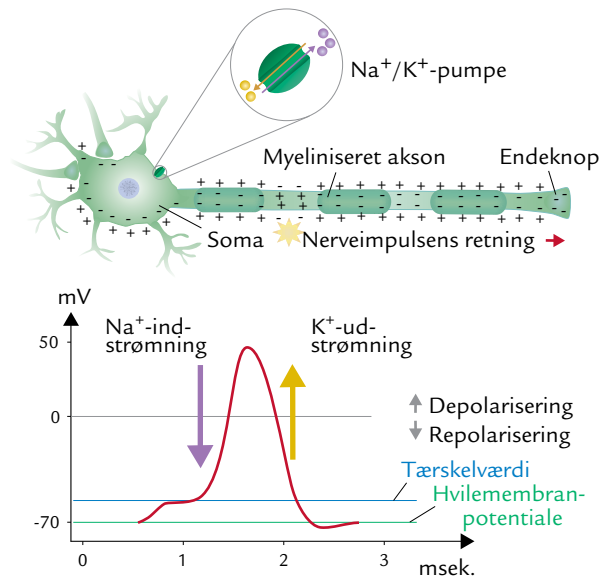 Na⁺/K⁺-pumpe
Myeliniseret akson
Endeknop
Soma
Nerveimpulsens retning
mV
Na⁺-ind-
strømning
K⁺-ud-
strømning
50
0
-70
Depolarisering
Repolarisering
Tærskelværdi
Hvilemembran-
potentiale
0 1 2 3
msek.